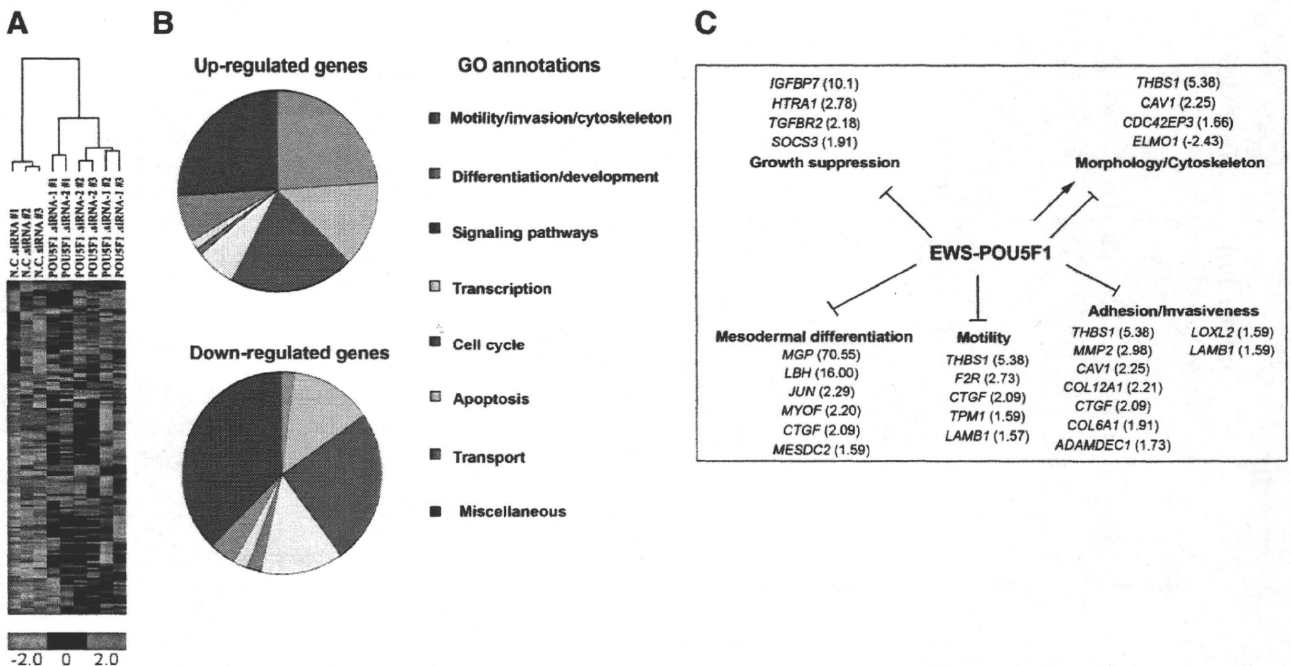 A
N.C. siRNA #1
N.C. siRNA #2
N.C. siRNA #3
POU5F1 siRNA-1 #1
POU5F1 siRNA-2 #1
POU5F1 siRNA-2 #2
POU5F1 siRNA-2 #3
POU5F1 siRNA-1 #2
POU5F1 siRNA-1 #3
-2.0 0 2.0
B
Up-regulated genes
Down-regulated genes
GO annotations
Motility/invasion/cytoskeleton
Differentiation/development
Signaling pathways
Transcription
Cell cycle
Apoptosis
Transport
Miscellaneous
C
IGFBP7 (10.1)
HTRA1 (2.78)
TGFBR2 (2.18)
SOCS3 (1.91)
Growth suppression
THBS1 (5.38)
CAV1 (2.25)
CDC42EP3 (1.66)
ELMO1 (-2.43)
Morphology/Cytoskeleton
EWS-POU5F1
Mesodermal differentiation
MGP (70.55)
LBH (16.00)
JUN (2.29)
MYOF (2.20)
CTGF (2.09)
MESDC2 (1.59)
Motility
THBS1 (5.38)
F2R (2.73)
CTGF (2.09)
TPM1 (1.59)
LAMB1 (1.57)
Adhesion/Invasiveness
THBS1 (5.38) LOXL2 (1.59)
MMP2 (2.98) LAMB1 (1.59)
CAV1 (2.25)
COL12A1 (2.21)
CTGF (2.09)
COL6A1 (1.91)
ADAMDEC1 (1.73)